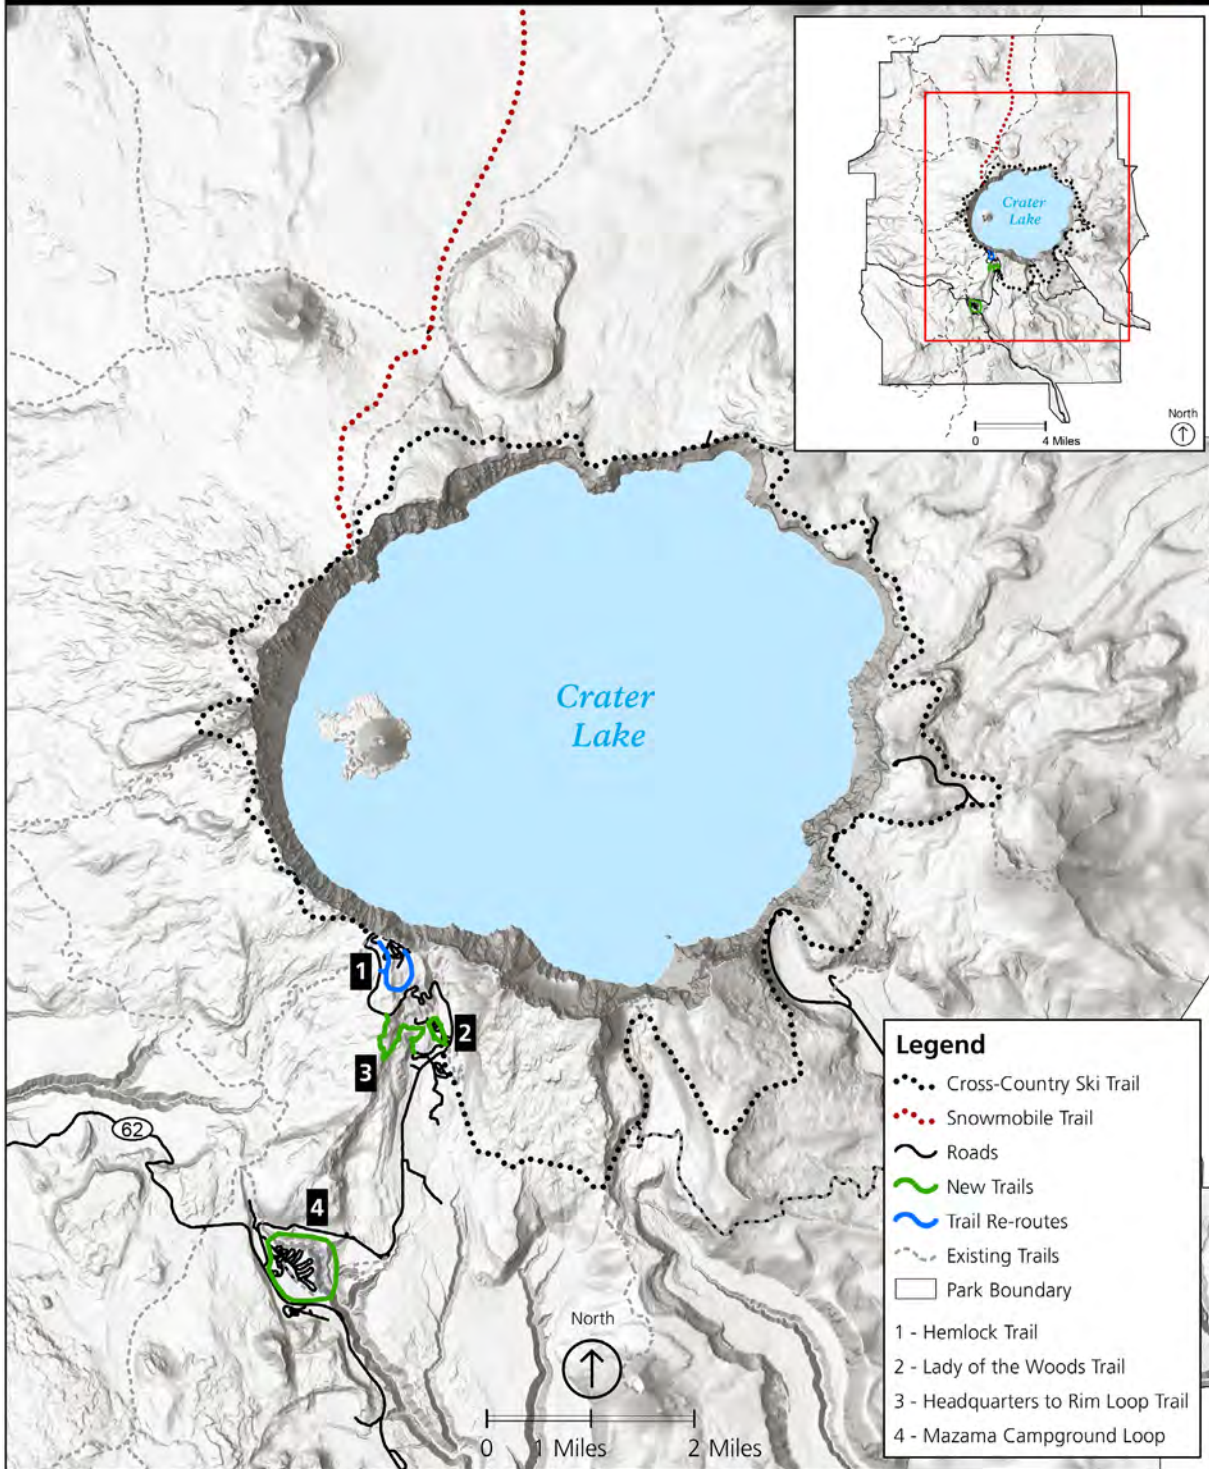 Crater
Lake
North
0 4 Miles
Crater
Lake
1
2
3
62
4
North
0 1 Miles 2 Miles
Legend
Cross-Country Ski Trail
Snowmobile Trail
Roads
New Trails
Trail Re-routes
Existing Trails
Park Boundary
1 - Hemlock Trail
2 - Lady of the Woods Trail
3 - Headquarters to Rim Loop Trail
4 - Mazama Campground Loop